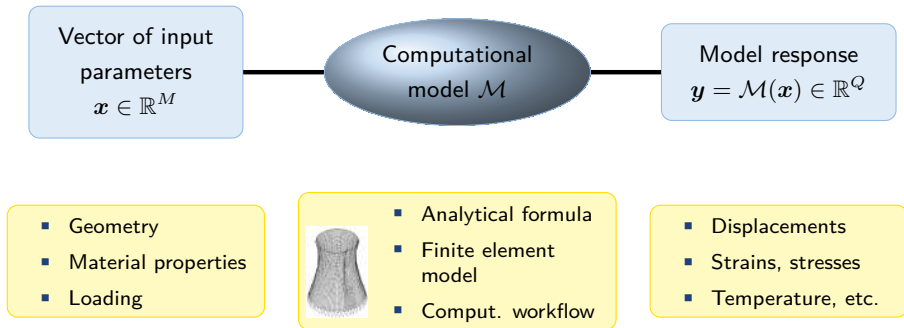 Vector of input
parameters
𝒙 ∈ ℝ^M
Computational
model ℳ
Model response
𝒚 = ℳ(𝒙) ∈ ℝ^Q
▪ Geometry
▪ Material properties
▪ Loading
▪ Analytical formula
▪ Finite element
model
▪ Comput. workflow
▪ Displacements
▪ Strains, stresses
▪ Temperature, etc.